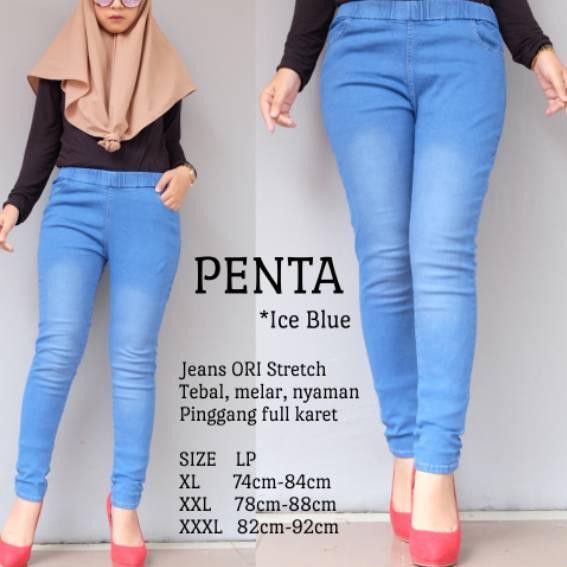 PENTA
*Ice Blue
Jeans ORI Stretch
Tebal, melar, nyaman
Pinggang full karet
SIZE LP
XL 74cm-84cm
XXL 78cm-88cm
XXXL 82cm-92cm